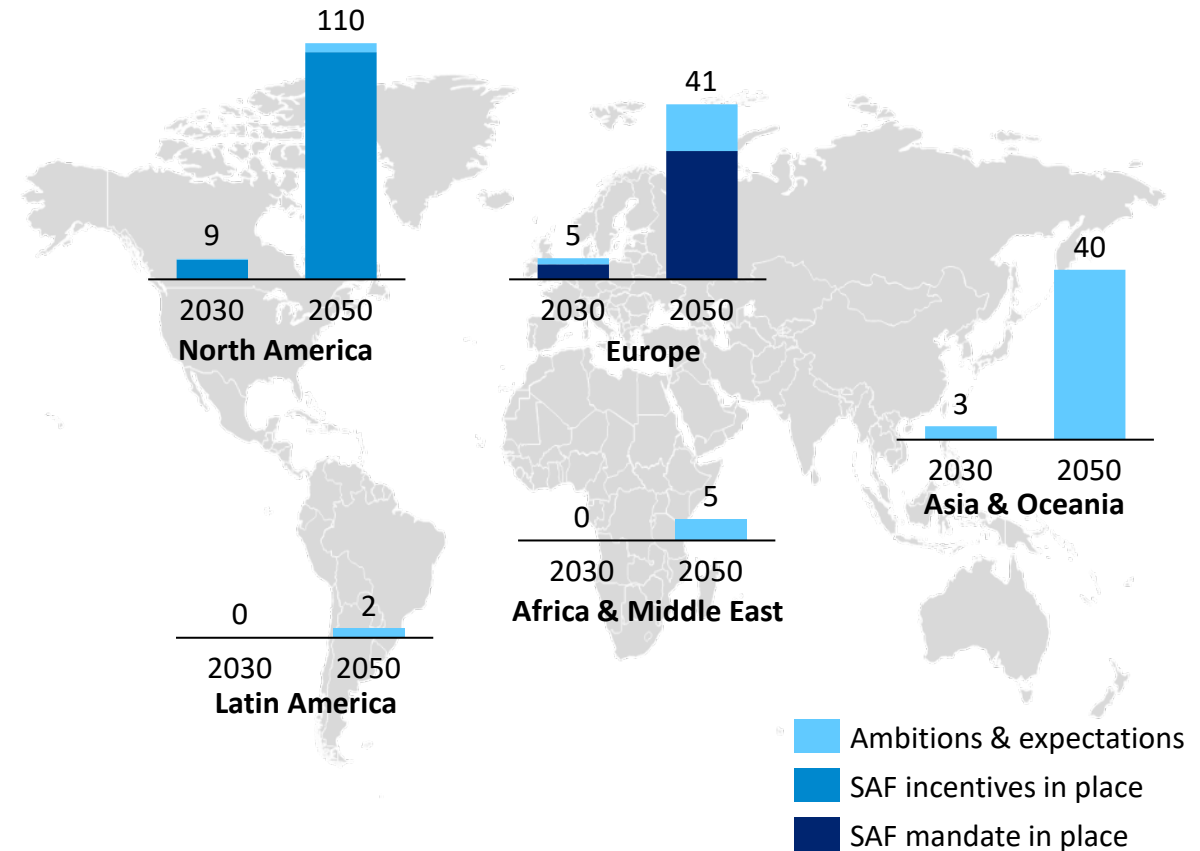 110
9
2030 2050
North America
41
5
2030 2050
Europe
40
3
2030 2050
Asia & Oceania
5
0
2030 2050
Africa & Middle East
2
0
2030 2050
Latin America
Ambitions & expectations
SAF incentives in place
SAF mandate in place